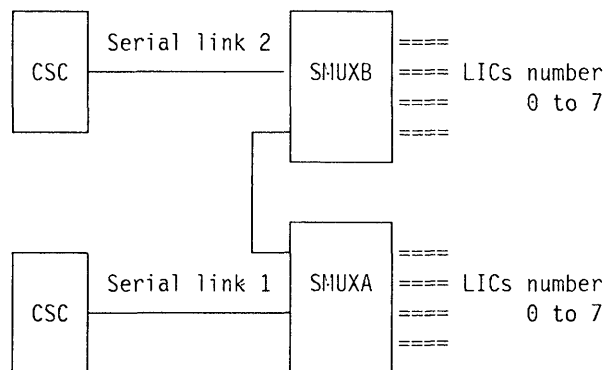 Serial link 2
CSC
SMUXB
==== 
==== LICs number
==== 0 to 7
====
Serial link 1
CSC
SMUXA
====
==== LICs number
==== 0 to 7
====